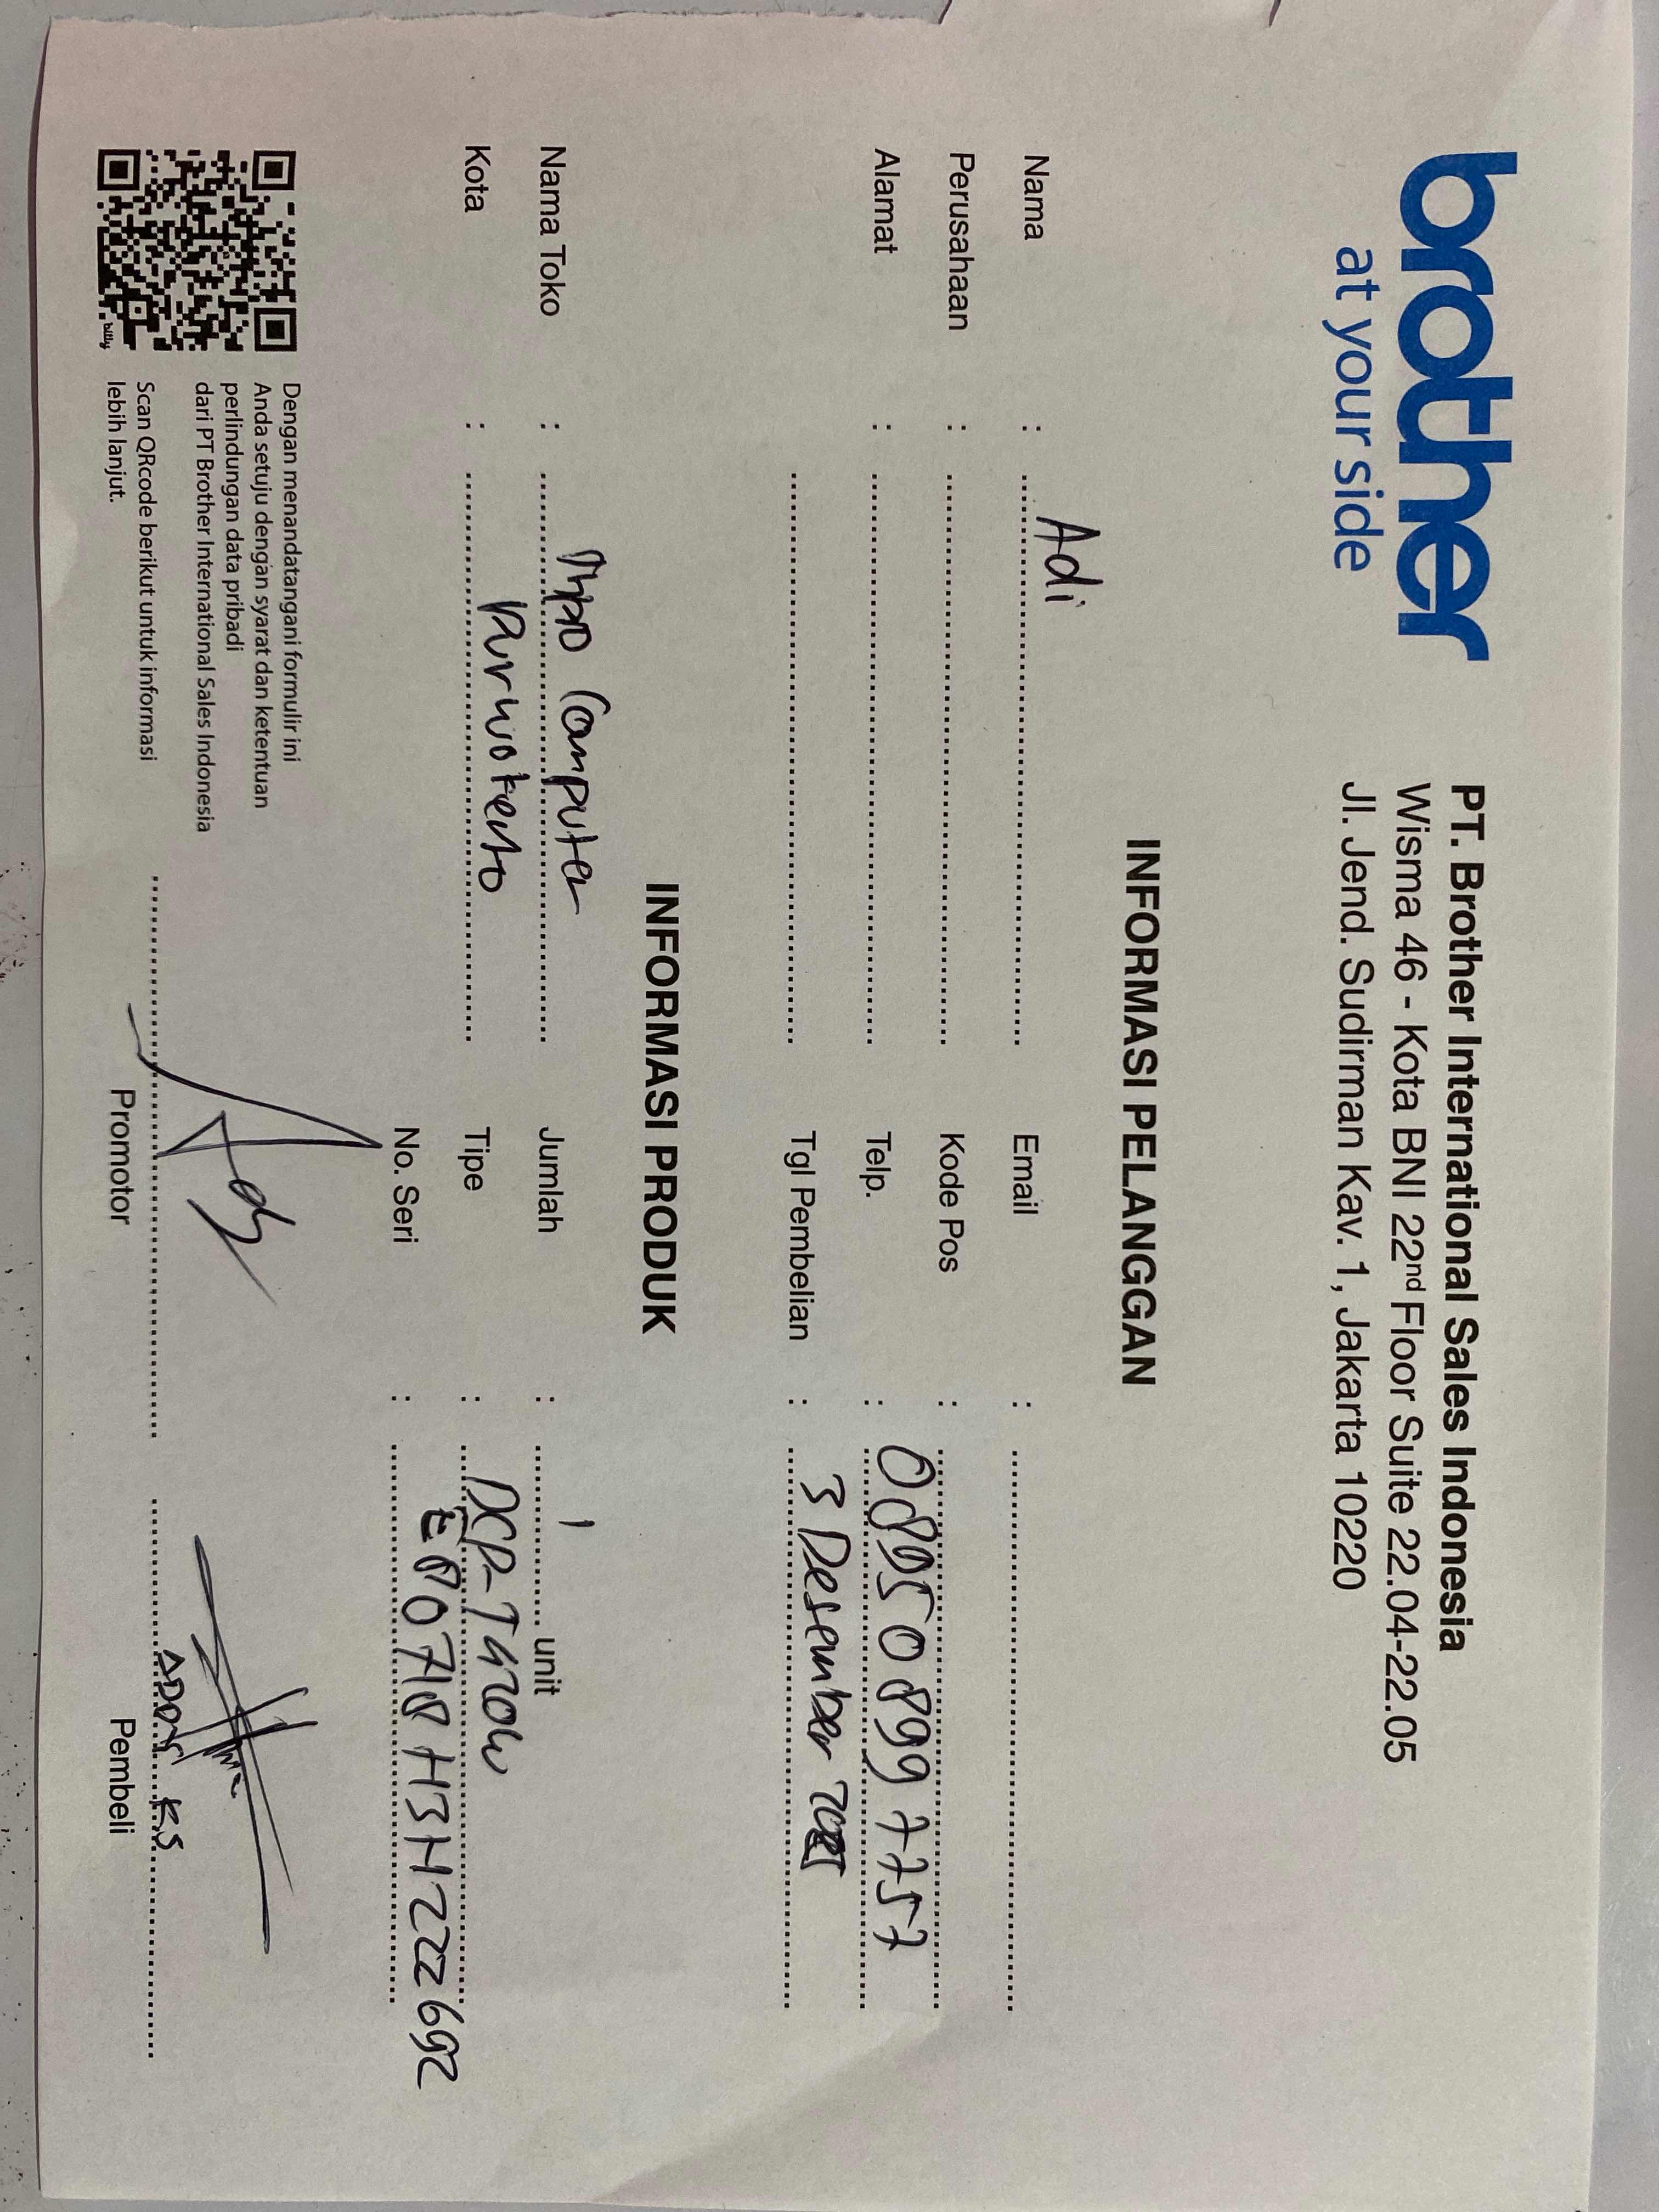 brother
at your side
PT. Brother International Sales Indonesia
Wisma 46 - Kota BNI 22nd Floor Suite 22.04-22.05
Jl. Jend. Sudirman Kav. 1, Jakarta 10220
INFORMASI PELANGGAN
Nama : Adi
Email :
Perusahaan :
Kode Pos :
Alamat :
Telp. : 089508997757
Tgl Pembelian : 3 Desember
INFORMASI PRODUK
Nama Toko : Computer
Jumlah : 1 unit
Kota : Purwokerto
Tipe : DCP-T420W
No. Seri : E80718H3H222692
Dengan menandatangani formulir ini
Anda setuju dengan syarat dan ketentuan
perlindungan data pribadi
dari PT Brother International Sales Indonesia
Scan QRcode berikut untuk informasi
lebih lanjut.
bitly
Promotor
K.S
Pembeli